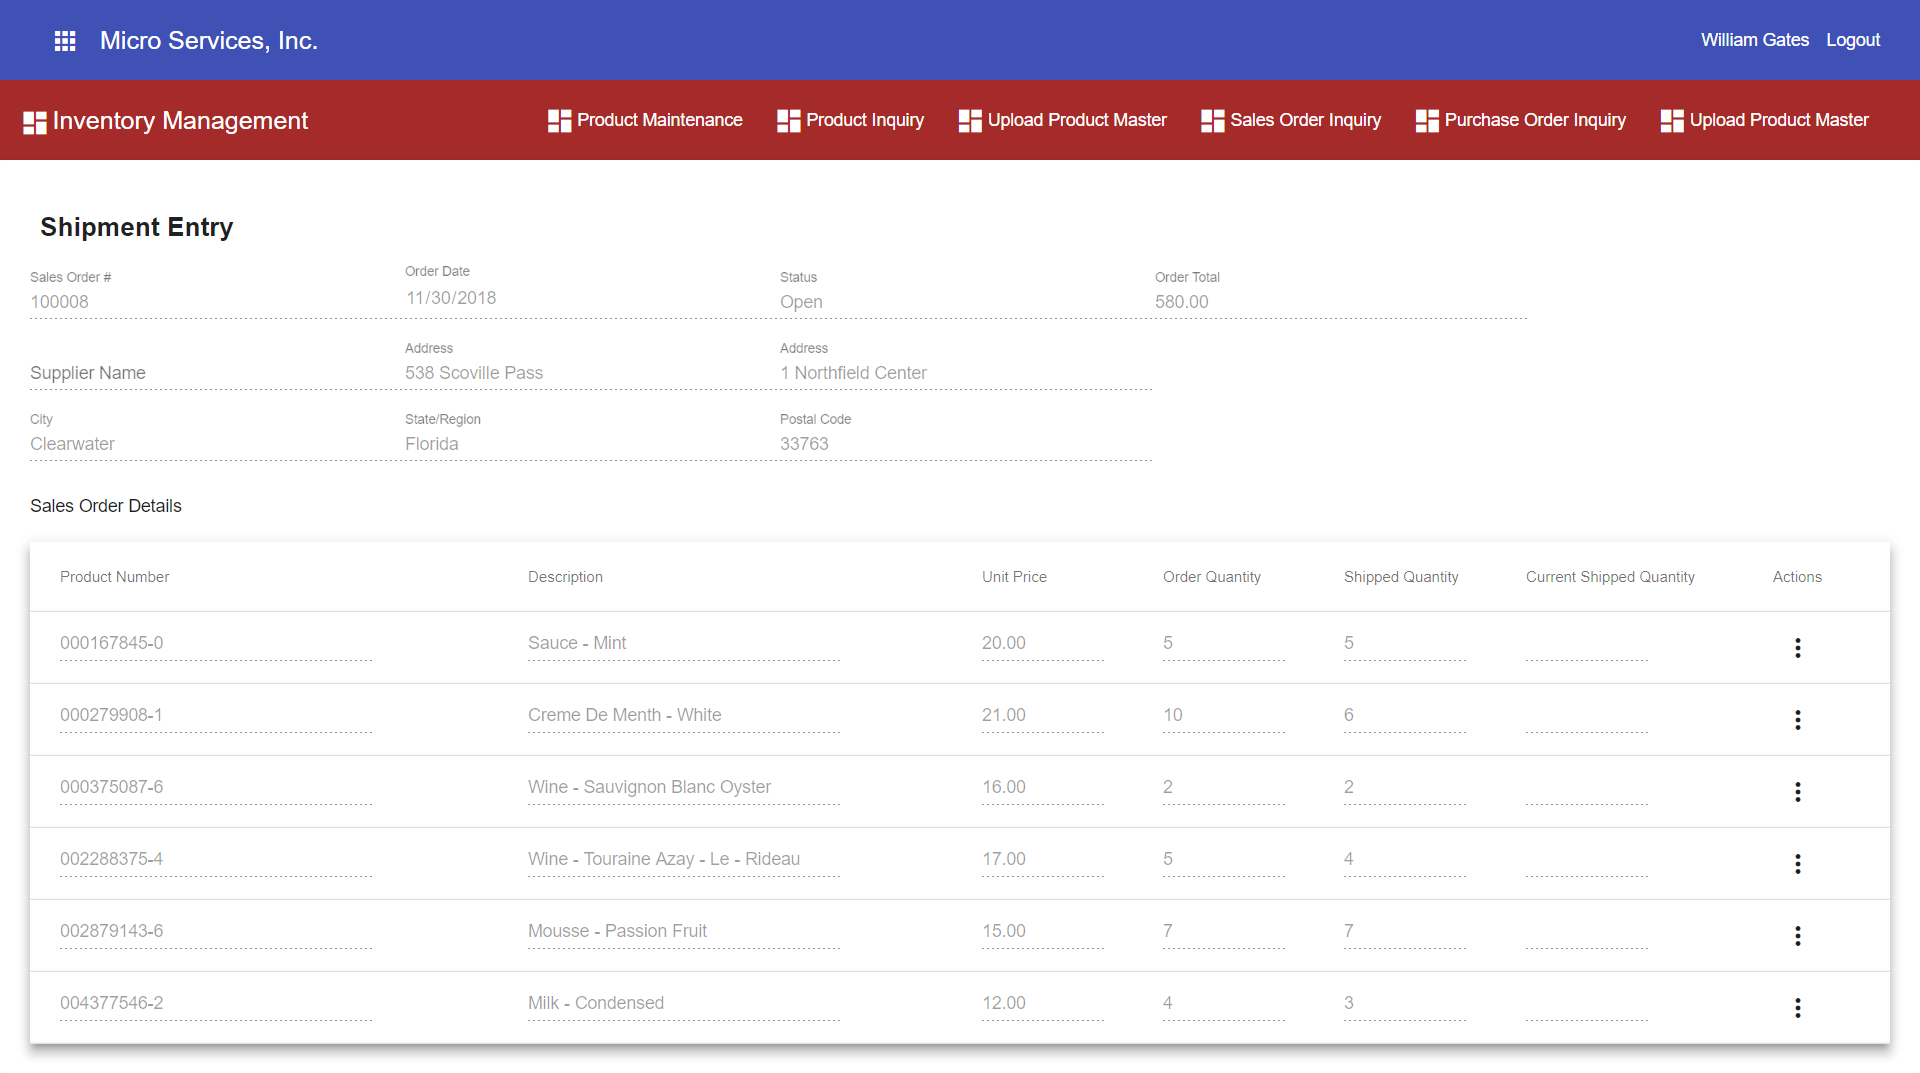 Micro Services, Inc. William Gates Logout
Inventory Management Product Maintenance Product Inquiry Upload Product Master Sales Order Inquiry Purchase Order Inquiry Upload Product Master
Shipment Entry
Sales Order # Order Date Status Order Total
100008 11/30/2018 Open 580.00
Address Address
Supplier Name 538 Scoville Pass 1 Northfield Center
City State/Region Postal Code
Clearwater Florida 33763
Sales Order Details
Product Number Description Unit Price Order Quantity Shipped Quantity Current Shipped Quantity Actions
000167845-0 Sauce - Mint 20.00 5 5
000279908-1 Creme De Menth - White 21.00 10 6
000375087-6 Wine - Sauvignon Blanc Oyster 16.00 2 2
002288375-4 Wine - Touraine Azay - Le - Rideau 17.00 5 4
002879143-6 Mousse - Passion Fruit 15.00 7 7
004377546-2 Milk - Condensed 12.00 4 3